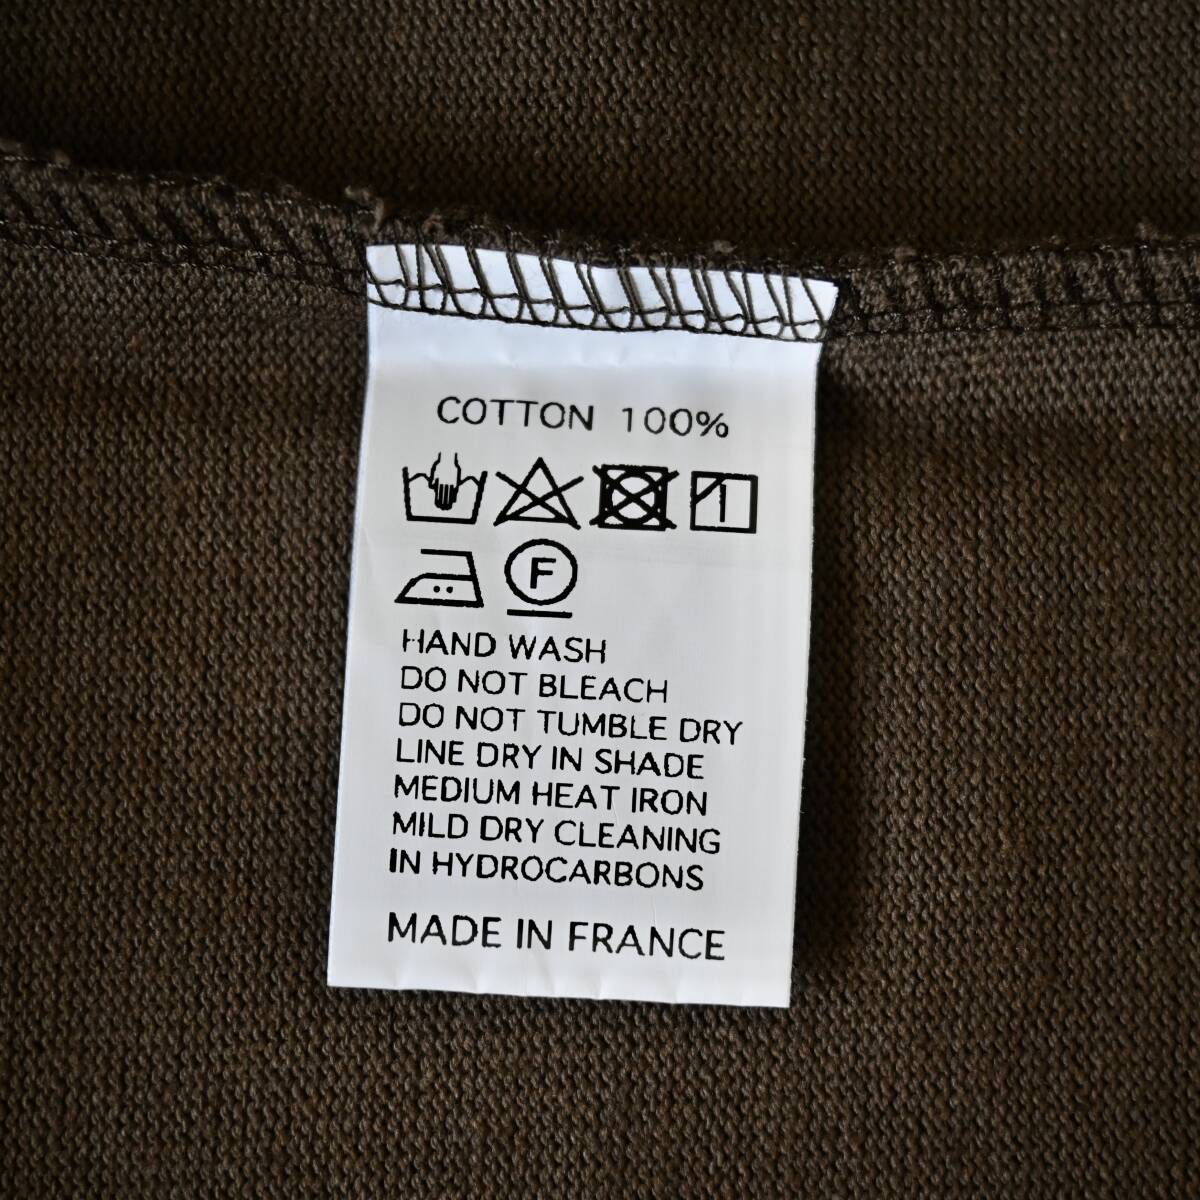 COTTON 100%
F
HAND WASH
DO NOT BLEACH
DO NOT TUMBLE DRY
LINE DRY IN SHADE
MEDIUM HEAT IRON
MILD DRY CLEANING
IN HYDROCARBONS
MADE IN FRANCE